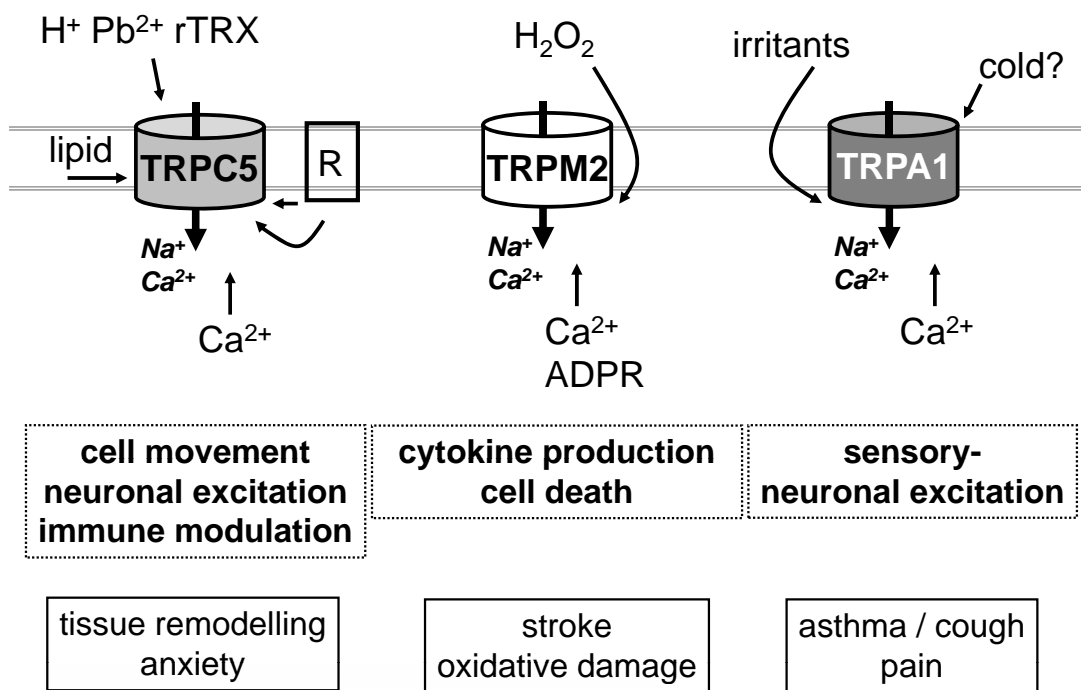 H⁺ Pb²⁺ rTRX
lipid
TRPC5
R
Na⁺
Ca²⁺
Ca²⁺
H₂O₂
TRPM2
Na⁺
Ca²⁺
Ca²⁺
ADPR
irritants
cold?
TRPA1
Na⁺
Ca²⁺
Ca²⁺
cell movement
neuronal excitation
immune modulation
cytokine production
cell death
sensory-
neuronal excitation
tissue remodelling
anxiety
stroke
oxidative damage
asthma / cough
pain